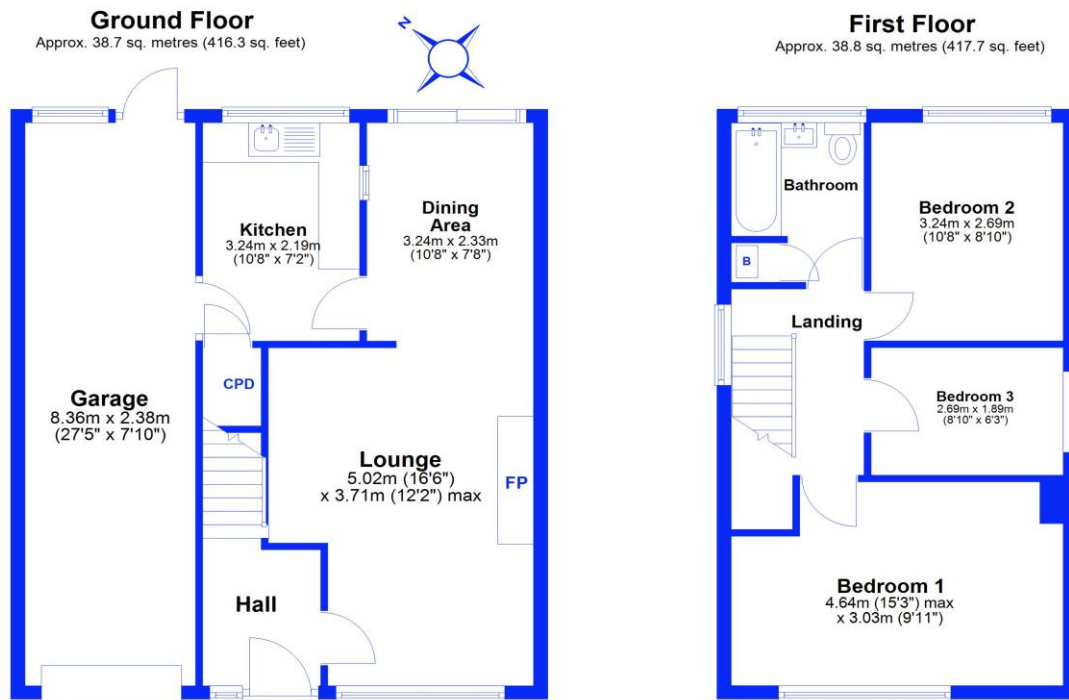 Ground Floor
Approx. 38.7 sq. metres (416.3 sq. feet)
N
Kitchen
3.24m x 2.19m
(10'8" x 7'2")
Dining
Area
3.24m x 2.33m
(10'8" x 7'8")
CPD
Garage
8.36m x 2.38m
(27'5" x 7'10")
Lounge
5.02m (16'6")
x 3.71m (12'2") max
FP
Hall
First Floor
Approx. 38.8 sq. metres (417.7 sq. feet)
Bathroom
Bedroom 2
3.24m x 2.69m
(10'8" x 8'10")
B
Landing
Bedroom 3
2.69m x 1.89m
(8'10" x 6'3")
Bedroom 1
4.64m (15'3") max
x 3.03m (9'11")